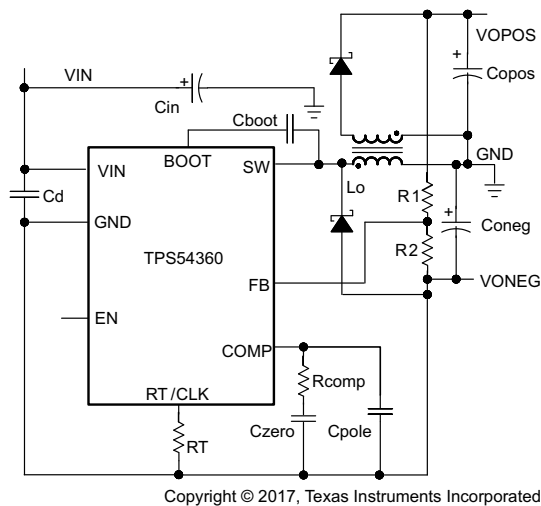 VOPOS
VIN
Copos
Cin
Cboot
BOOT
SW
GND
VIN
Lo
R1
Cd
GND
Coneg
TPS54360
R2
FB
VONEG
EN
COMP
Rcomp
RT/CLK
Czero
Cpole
RT
Copyright © 2017, Texas Instruments Incorporated